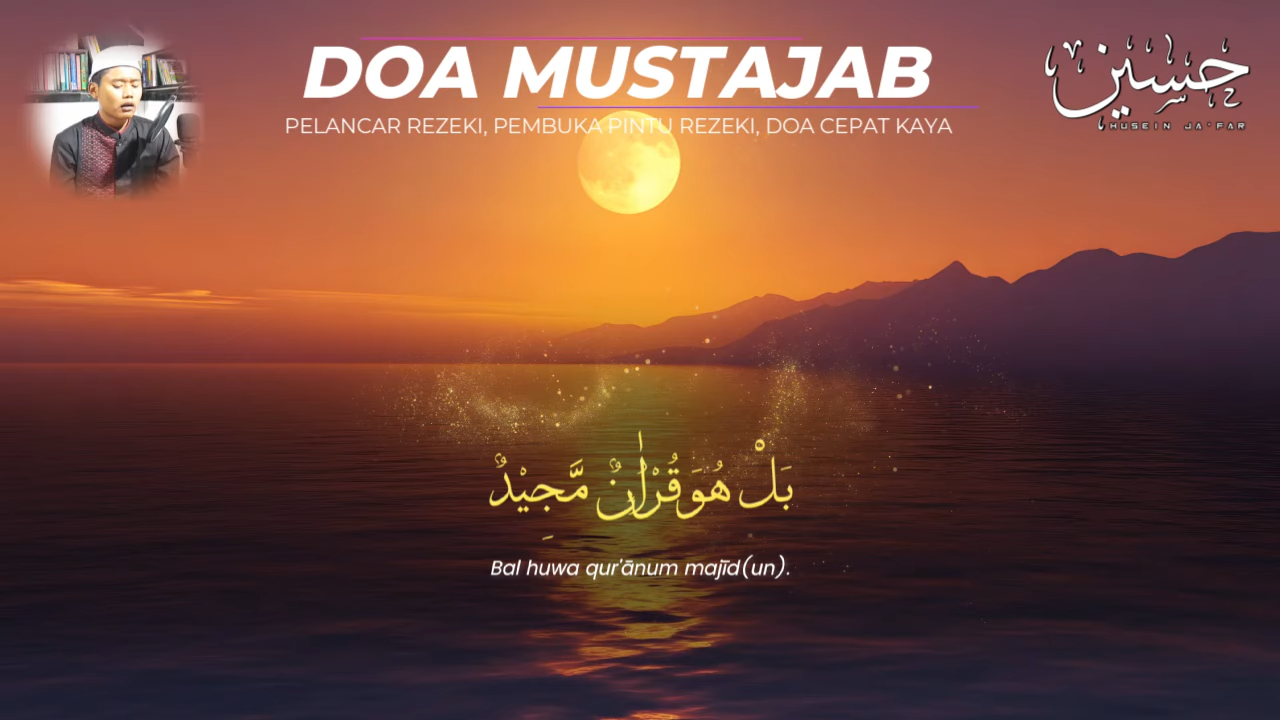 DOA MUSTAJAB
PELANCAR REZEKI, PEMBUKA PINTU REZEKI, DOA CEPAT KAYA
حسين
HUSEIN JA'FAR
بَلْ هُوَ قُرْاٰنٌ مَّجِيْدٌ
Bal huwa qur'ānum majīd(un).